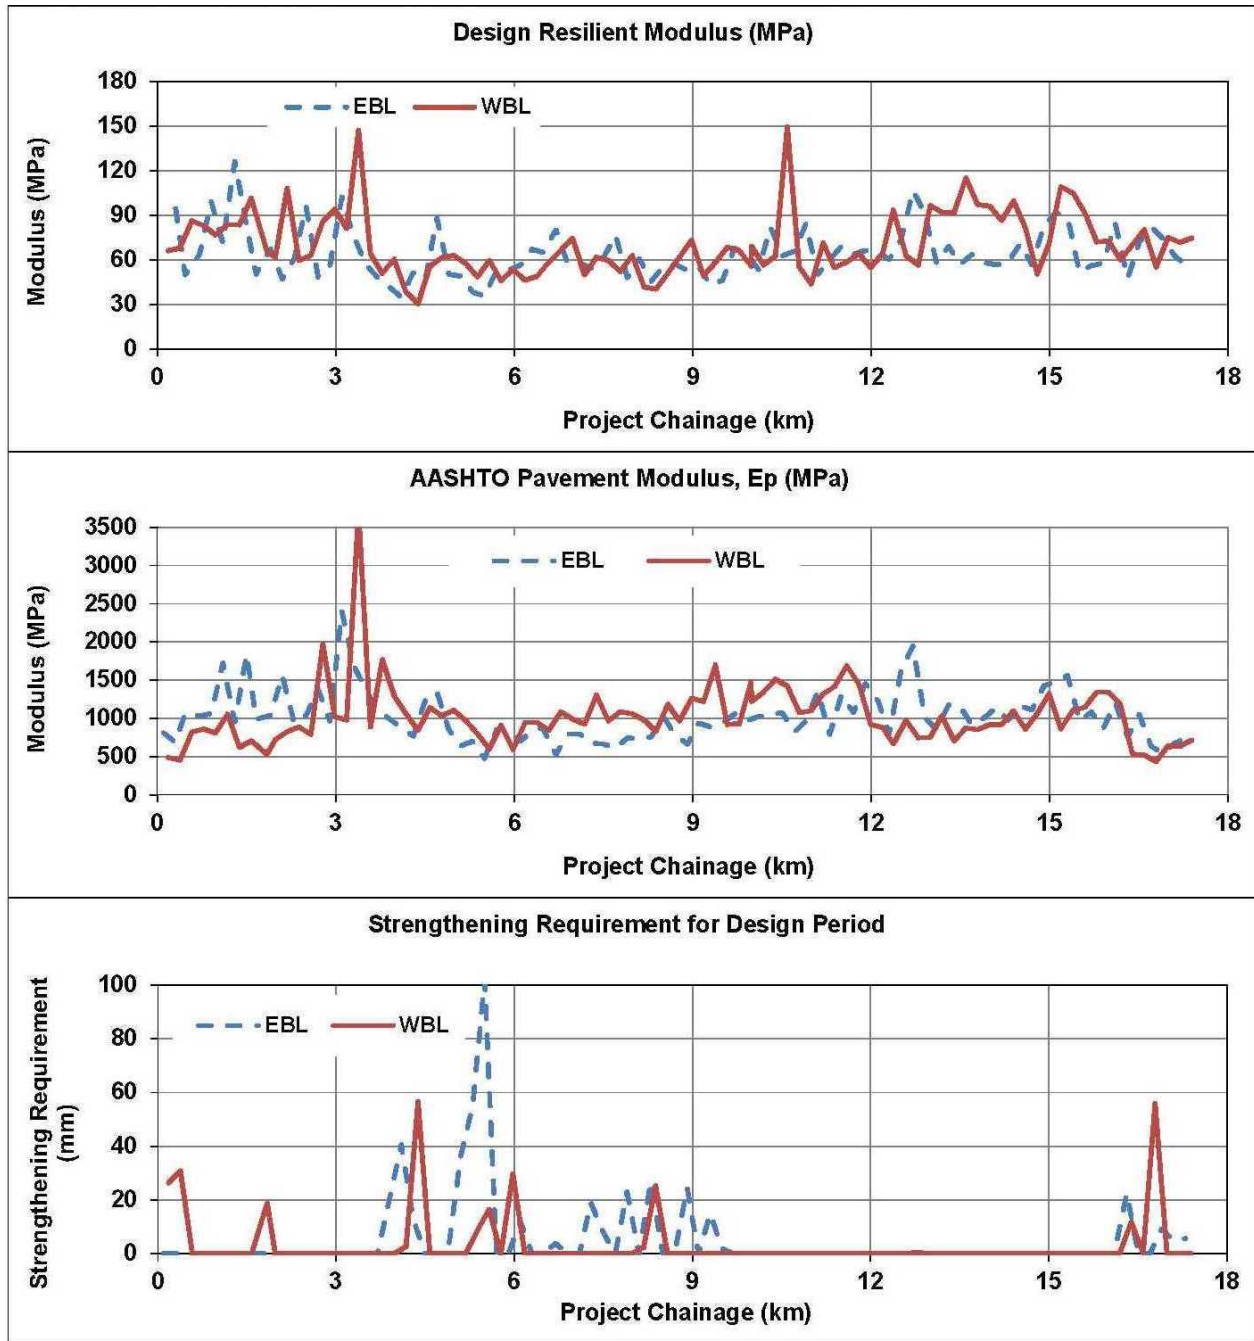 Design Resilient Modulus (MPa)
180
EBL WBL
150
120
90
60
30
0
Modulus (MPa)
0 3 6 9 12 15 18
Project Chainage (km)
AASHTO Pavement Modulus, Ep (MPa)
3500
EBL WBL
3000
2500
2000
1500
1000
500
0
Modulus (MPa)
0 3 6 9 12 15 18
Project Chainage (km)
Strengthening Requirement for Design Period
100
EBL WBL
80
60
40
20
0
Strengthening Requirement
(mm)
0 3 6 9 12 15 18
Project Chainage (km)